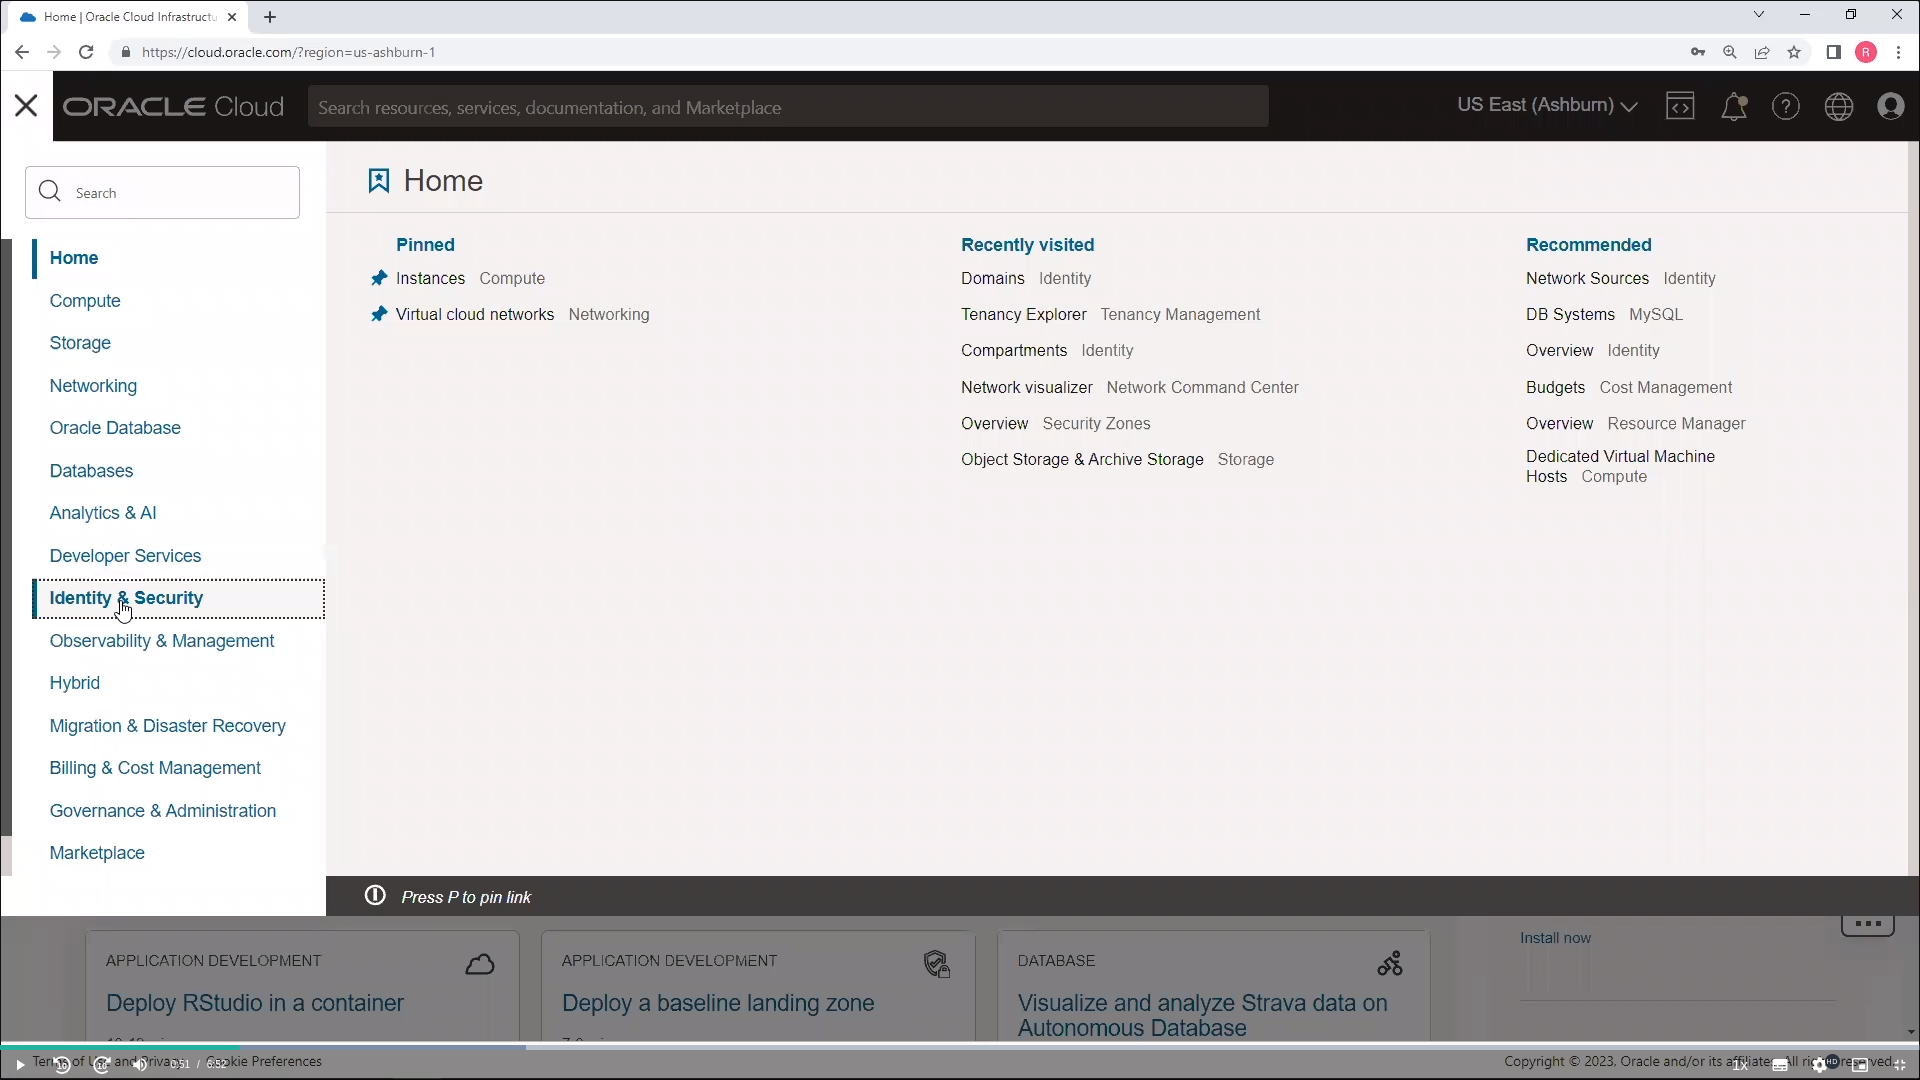 Home | Oracle Cloud Infrastructu
https://cloud.oracle.com/?region=us-ashburn-1
R
ORACLE Cloud
Search resources, services, documentation, and Marketplace
US East (Ashburn)
Search
Home
Compute
Storage
Networking
Oracle Database
Databases
Analytics & AI
Developer Services
Identity & Security
Observability & Management
Hybrid
Migration & Disaster Recovery
Billing & Cost Management
Governance & Administration
Marketplace
Home
Pinned
Instances Compute
Virtual cloud networks Networking
Recently visited
Domains Identity
Tenancy Explorer Tenancy Management
Compartments Identity
Network visualizer Network Command Center
Overview Security Zones
Object Storage & Archive Storage Storage
Recommended
Network Sources Identity
DB Systems MySQL
Overview Identity
Budgets Cost Management
Overview Resource Manager
Dedicated Virtual Machine
Hosts Compute
Press P to pin link
APPLICATION DEVELOPMENT
Deploy RStudio in a container
APPLICATION DEVELOPMENT
Deploy a baseline landing zone
DATABASE
Visualize and analyze Strava data on
Autonomous Database
Install now
Terms of Use and Privacy Cookie Preferences
0:51 / 6:52
Copyright © 2023, Oracle and/or its affiliates. All rights reserved.
1x
HD